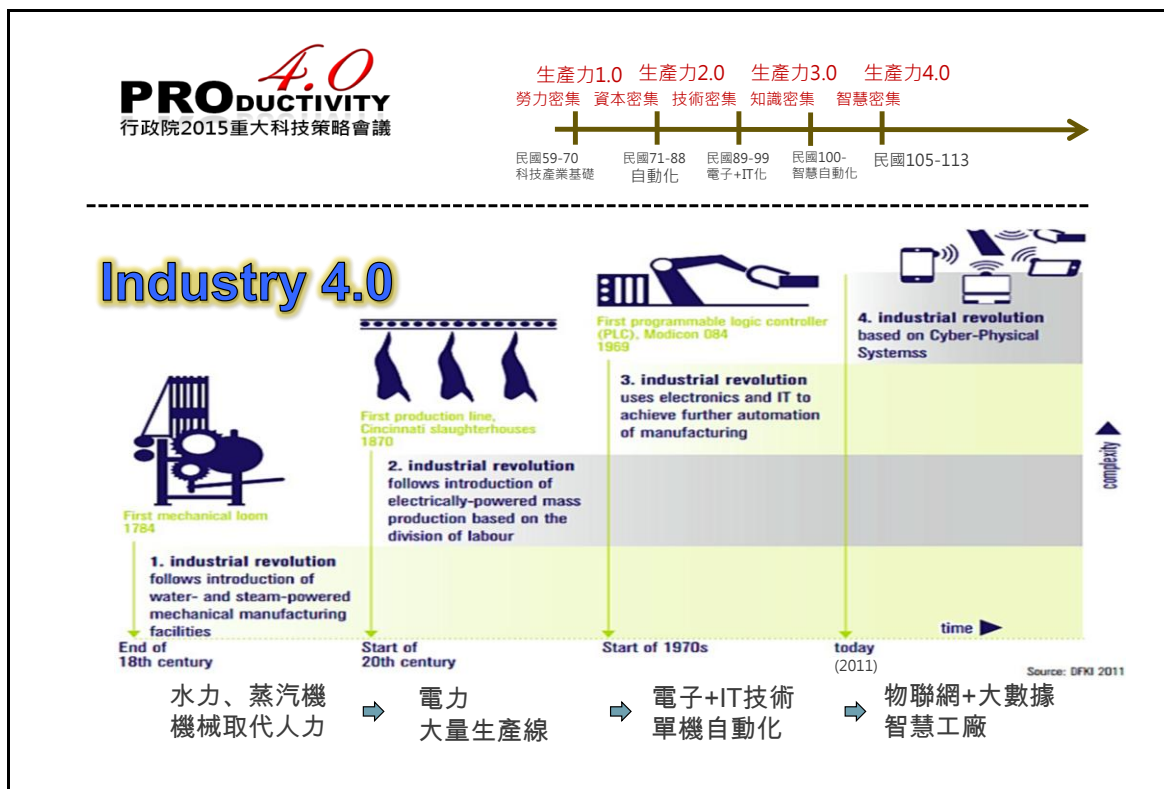 4.0
PRODUCTIVITY
行政院2015重大科技策略會議
生產力1.0 生產力2.0 生產力3.0 生產力4.0
勞力密集 資本密集 技術密集 知識密集 智慧密集
民國59-70
科技產業基礎
民國71-88
自動化
民國89-99
電子+IT化
民國100-
智慧自動化
民國105-113
Industry 4.0
First mechanical loom
1784
1. industrial revolution
follows introduction of
water- and steam-powered
mechanical manufacturing
facilities
End of
18th century
First production line,
Cincinnati slaughterhouses
1870
2. industrial revolution
follows introduction of
electrically-powered mass
production based on the
division of labour
Start of
20th century
First programmable logic controller
(PLC), Modicon 084
1969
3. industrial revolution
uses electronics and IT to
achieve further automation
of manufacturing
Start of 1970s
4. industrial revolution
based on Cyber-Physical
Systemss
today
(2011)
time
complexity
Source: DFKI 2011
水力、蒸汽機
機械取代人力
電力
大量生產線
電子+IT技術
單機自動化
物聯網+大數據
智慧工廠